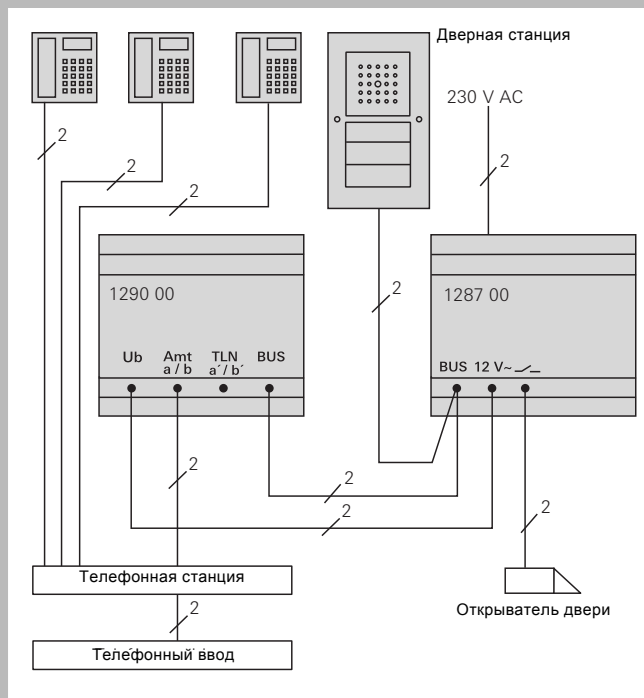 Дверная станция
230 V AC
2
2
2
2
2
1290 00
1287 00
Ub Amt TLN BUS
a / b a´/ b´
BUS 12 V~
2
2
2
2
Телефонная станция
2
Открыватель двери
Телефонный ввод